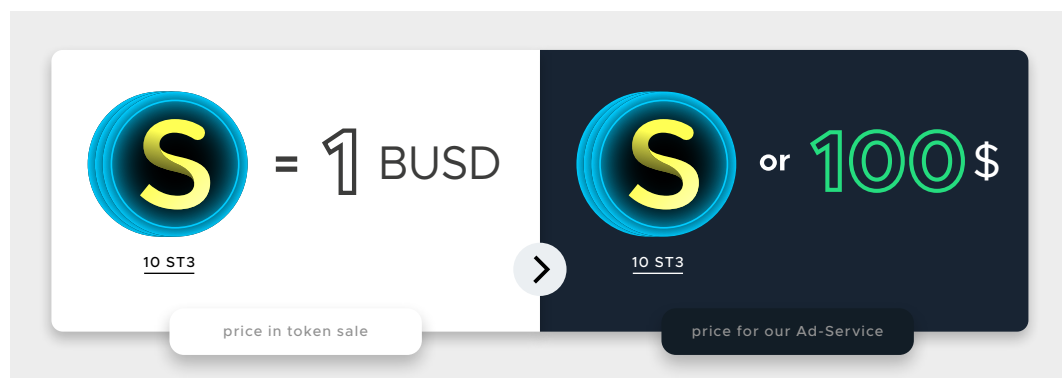 S = 1 BUSD
10 ST3
price in token sale
S or 100 $
10 ST3
price for our Ad-Service